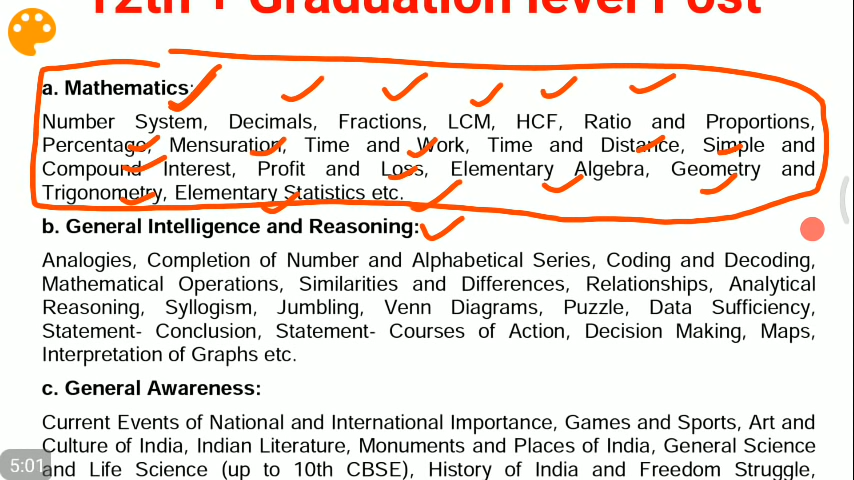 12th + Graduation level Post
a. Mathematics:
Number System, Decimals, Fractions, LCM, HCF, Ratio and Proportions,
Percentage, Mensuration, Time and Work, Time and Distance, Simple and
Compound Interest, Profit and Loss, Elementary Algebra, Geometry and
Trigonometry, Elementary Statistics etc.
b. General Intelligence and Reasoning:
Analogies, Completion of Number and Alphabetical Series, Coding and Decoding,
Mathematical Operations, Similarities and Differences, Relationships, Analytical
Reasoning, Syllogism, Jumbling, Venn Diagrams, Puzzle, Data Sufficiency,
Statement- Conclusion, Statement- Courses of Action, Decision Making, Maps,
Interpretation of Graphs etc.
c. General Awareness:
Current Events of National and International Importance, Games and Sports, Art and
Culture of India, Indian Literature, Monuments and Places of India, General Science
and Life Science (up to 10th CBSE), History of India and Freedom Struggle,
5:01